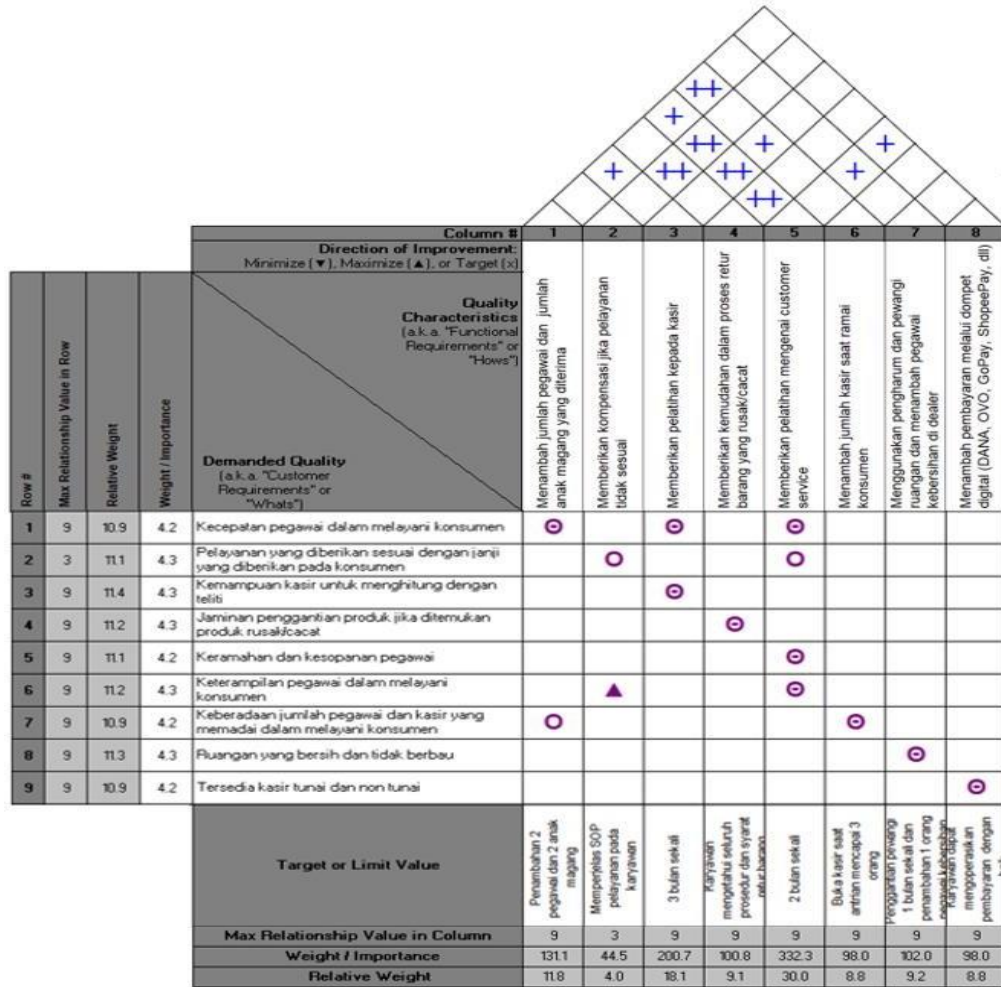 Column # 1 2 3 4 5 6 7 8
Direction of Improvement:
Minimize (▼), Maximize (▲), or Target (x)
Row #
Max Relationship Value in Row
Relative Weight
Weight / Importance
Quality
Characteristics
(a.k.a. "Functional
Requirements" or
"Hows")
Demanded Quality
(a.k.a. "Customer
Requirements" or
"Whats")
Menambah jumlah pegawai dan jumlah
anak magang yang diterima
Memberikan kompensasi jika pelayanan
tidak sesuai
Memberikan pelatihan kepada kasir
Memberikan kemudahan dalam proses retur
barang yang rusak/cacat
Memberikan pelatihan mengenai customer
service
Menambah jumlah kasir saat ramai
konsumen
Menggunakan pengharum dan pewangi
ruangan dan menambah pegawai
kebersihan di dealer
Menambah pembayaran melalui dompet
digital (DANA, OVO, GoPay, ShopeePay, dll)
1 9 10.9 4.2 Kecepatan pegawai dalam melayani konsumen
2 3 11.1 4.3 Pelayanan yang diberikan sesuai dengan janji
yang diberikan pada konsumen
3 9 11.4 4.3 Kemampuan kasir untuk menghitung dengan
teliti
4 9 11.2 4.3 Jaminan penggantian produk jika ditemukan
produk rusak/cacat
5 9 11.1 4.2 Keramahan dan kesopanan pegawai
6 9 11.2 4.3 Keterampilan pegawai dalam melayani
konsumen
7 9 10.9 4.2 Keberadaan jumlah pegawai dan kasir yang
memadai dalam melayani konsumen
8 9 11.3 4.3 Ruangan yang bersih dan tidak berbau
9 9 10.9 4.2 Tersedia kasir tunai dan non tunai
Target or Limit Value
Penambahan 2
pegawai dan 2 anak
magang
Memperjelas SOP
pelayanan pada
karyawan
3 bulan sekali
Karyawan
mengetahui seluruh
prosedur dan syarat
retur barang
2 bulan sekali
Buka kasir saat
antrian mencapai 3
orang
Penggantian pewangi
1 bulan sekali dan
penambahan 1 orang
pegawai kebersihan
Karyawan dapat
mengoperasikan
pembayaran dengan
Max Relationship Value in Column 9 3 9 9 9 9 9 9
Weight / Importance 131.1 44.5 200.7 100.8 332.3 98.0 102.0 98.0
Relative Weight 11.8 4.0 18.1 9.1 30.0 8.8 9.2 8.8